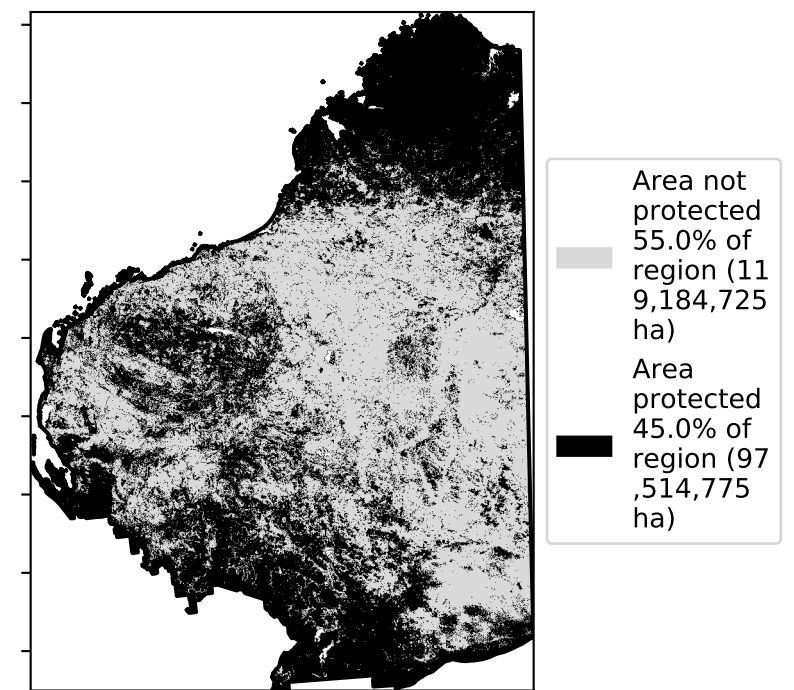 Area not
protected
55.0% of
region (11
9,184,725
ha)
Area
protected
45.0% of
region (97
,514,775
ha)